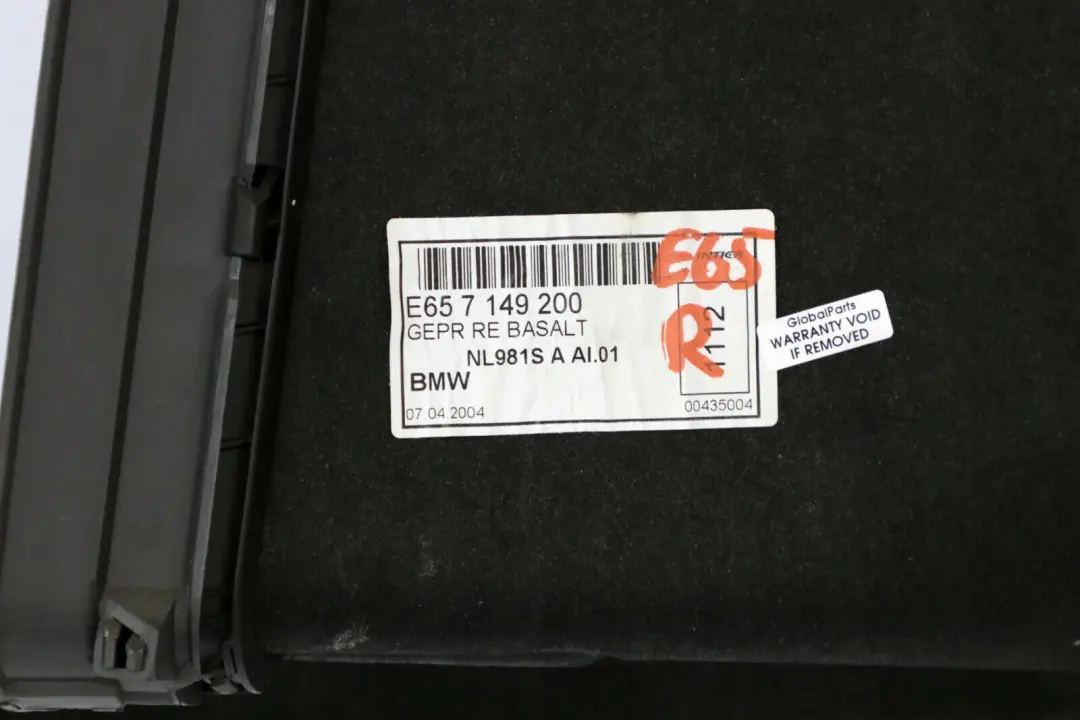 INTIER
E65
E65 7 149 200
GEPR RE BASALT
R
1112
NL981S A AI.01
BMW
07 04 2004
00435004
GlobalParts
WARRANTY VOID
IF REMOVED